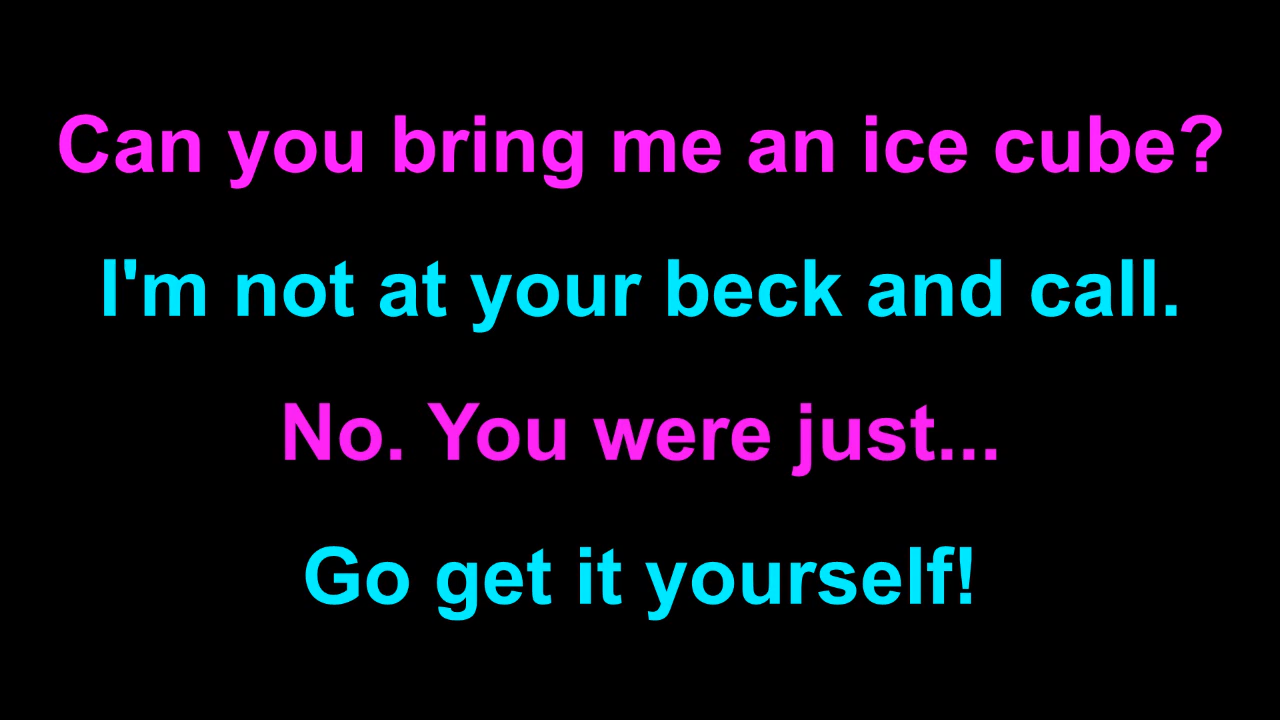 Can you bring me an ice cube?
I'm not at your beck and call.
No. You were just...
Go get it yourself!